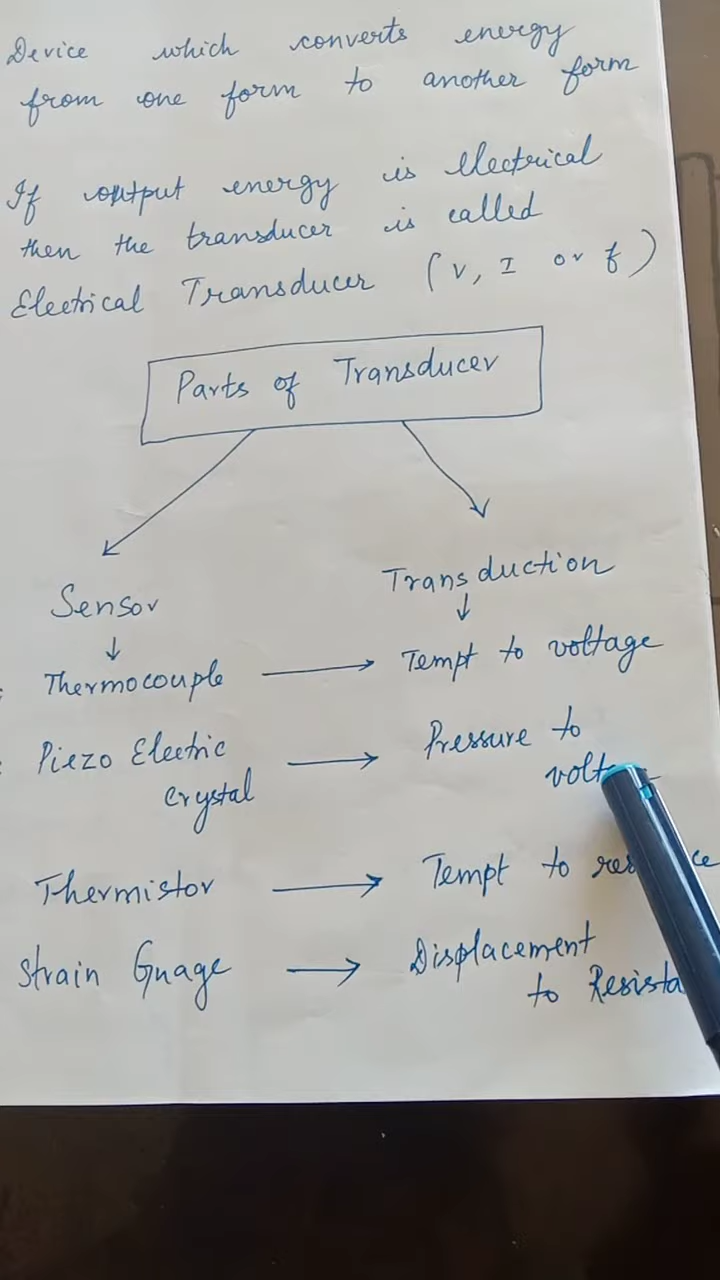 Device which converts energy
from one form to another form
If output energy is electrical
then the transducer is called
Electrical Transducer (V, I or f)
Parts of Transducer
Sensor
Transduction
Thermocouple → Tempt to voltage
Piezo Electric → Pressure to
crystal
Thermistor → Tempt to
Strain Guage → Displacement
to